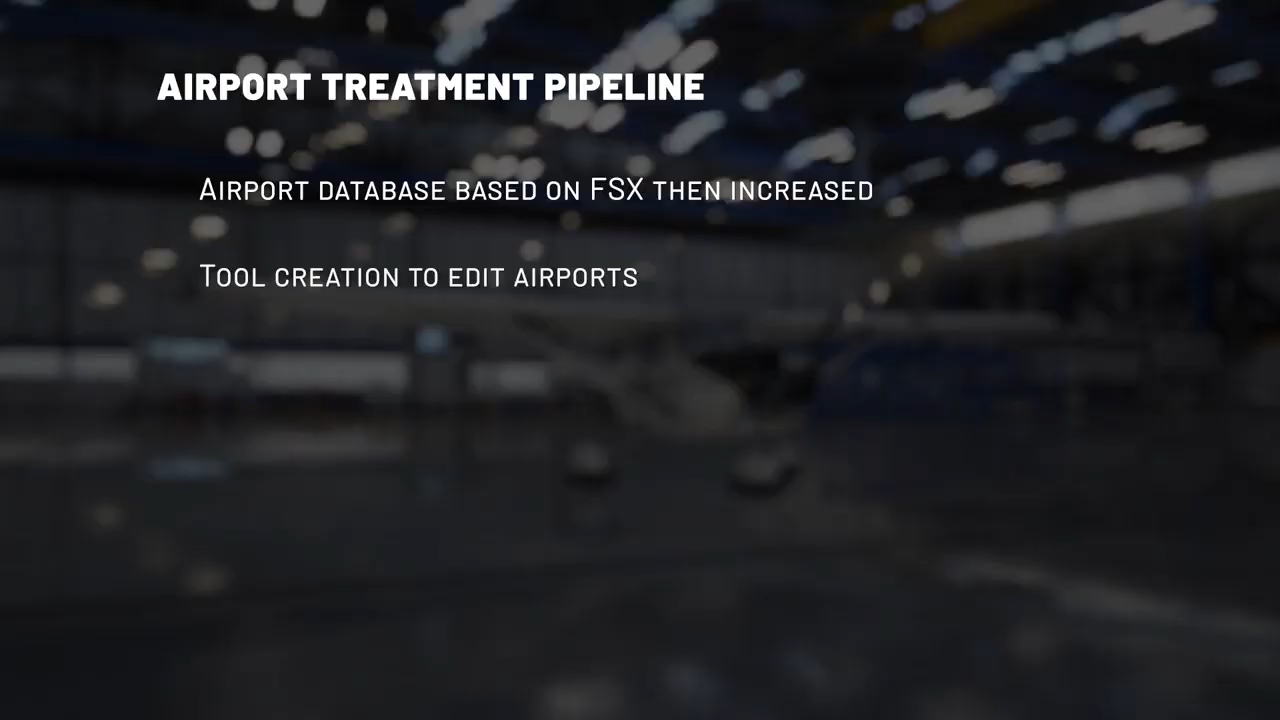 AIRPORT TREATMENT PIPELINE
AIRPORT DATABASE BASED ON FSX THEN INCREASED
TOOL CREATION TO EDIT AIRPORTS